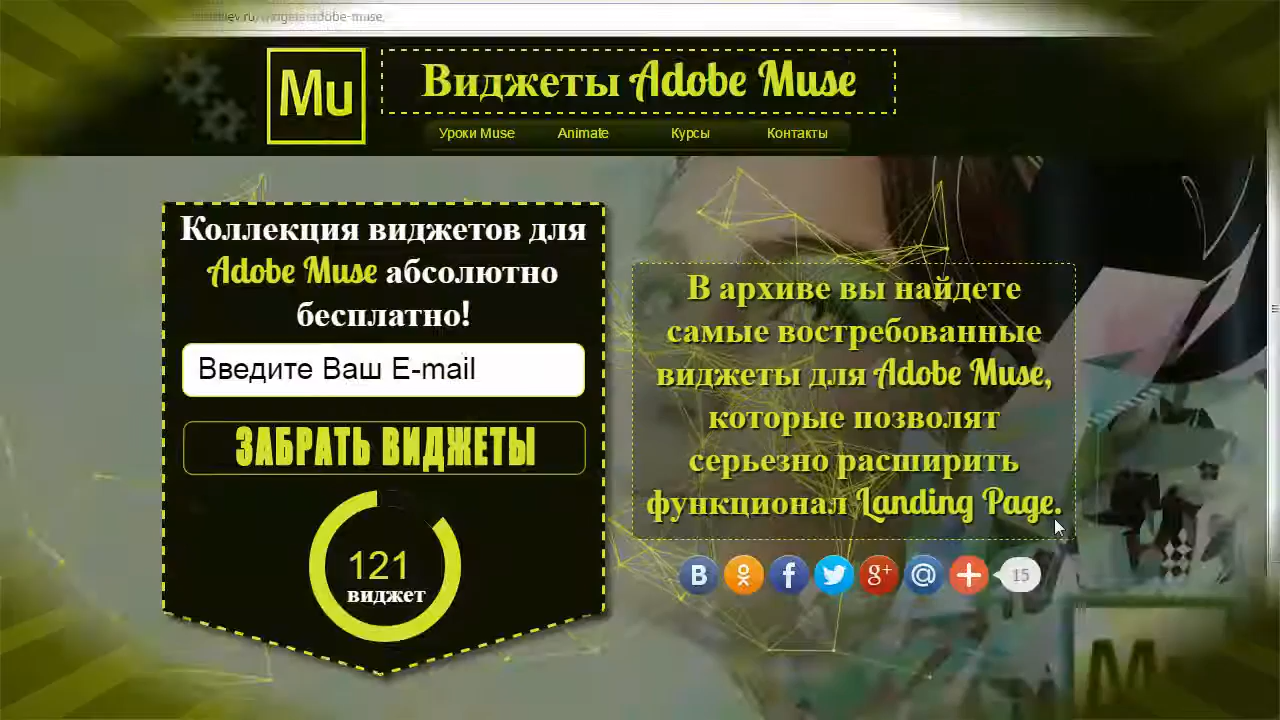 Mu
Виджеты Adobe Muse
Уроки Muse Animate Курсы Контакты
Коллекция виджетов для
Adobe Muse абсолютно
бесплатно!
Введите Ваш E-mail
ЗАБРАТЬ ВИДЖЕТЫ
121
виджет
В архиве вы найдете
самые востребованные
виджеты для Adobe Muse,
которые позволят
серьезно расширить
функционал Landing Page.
15